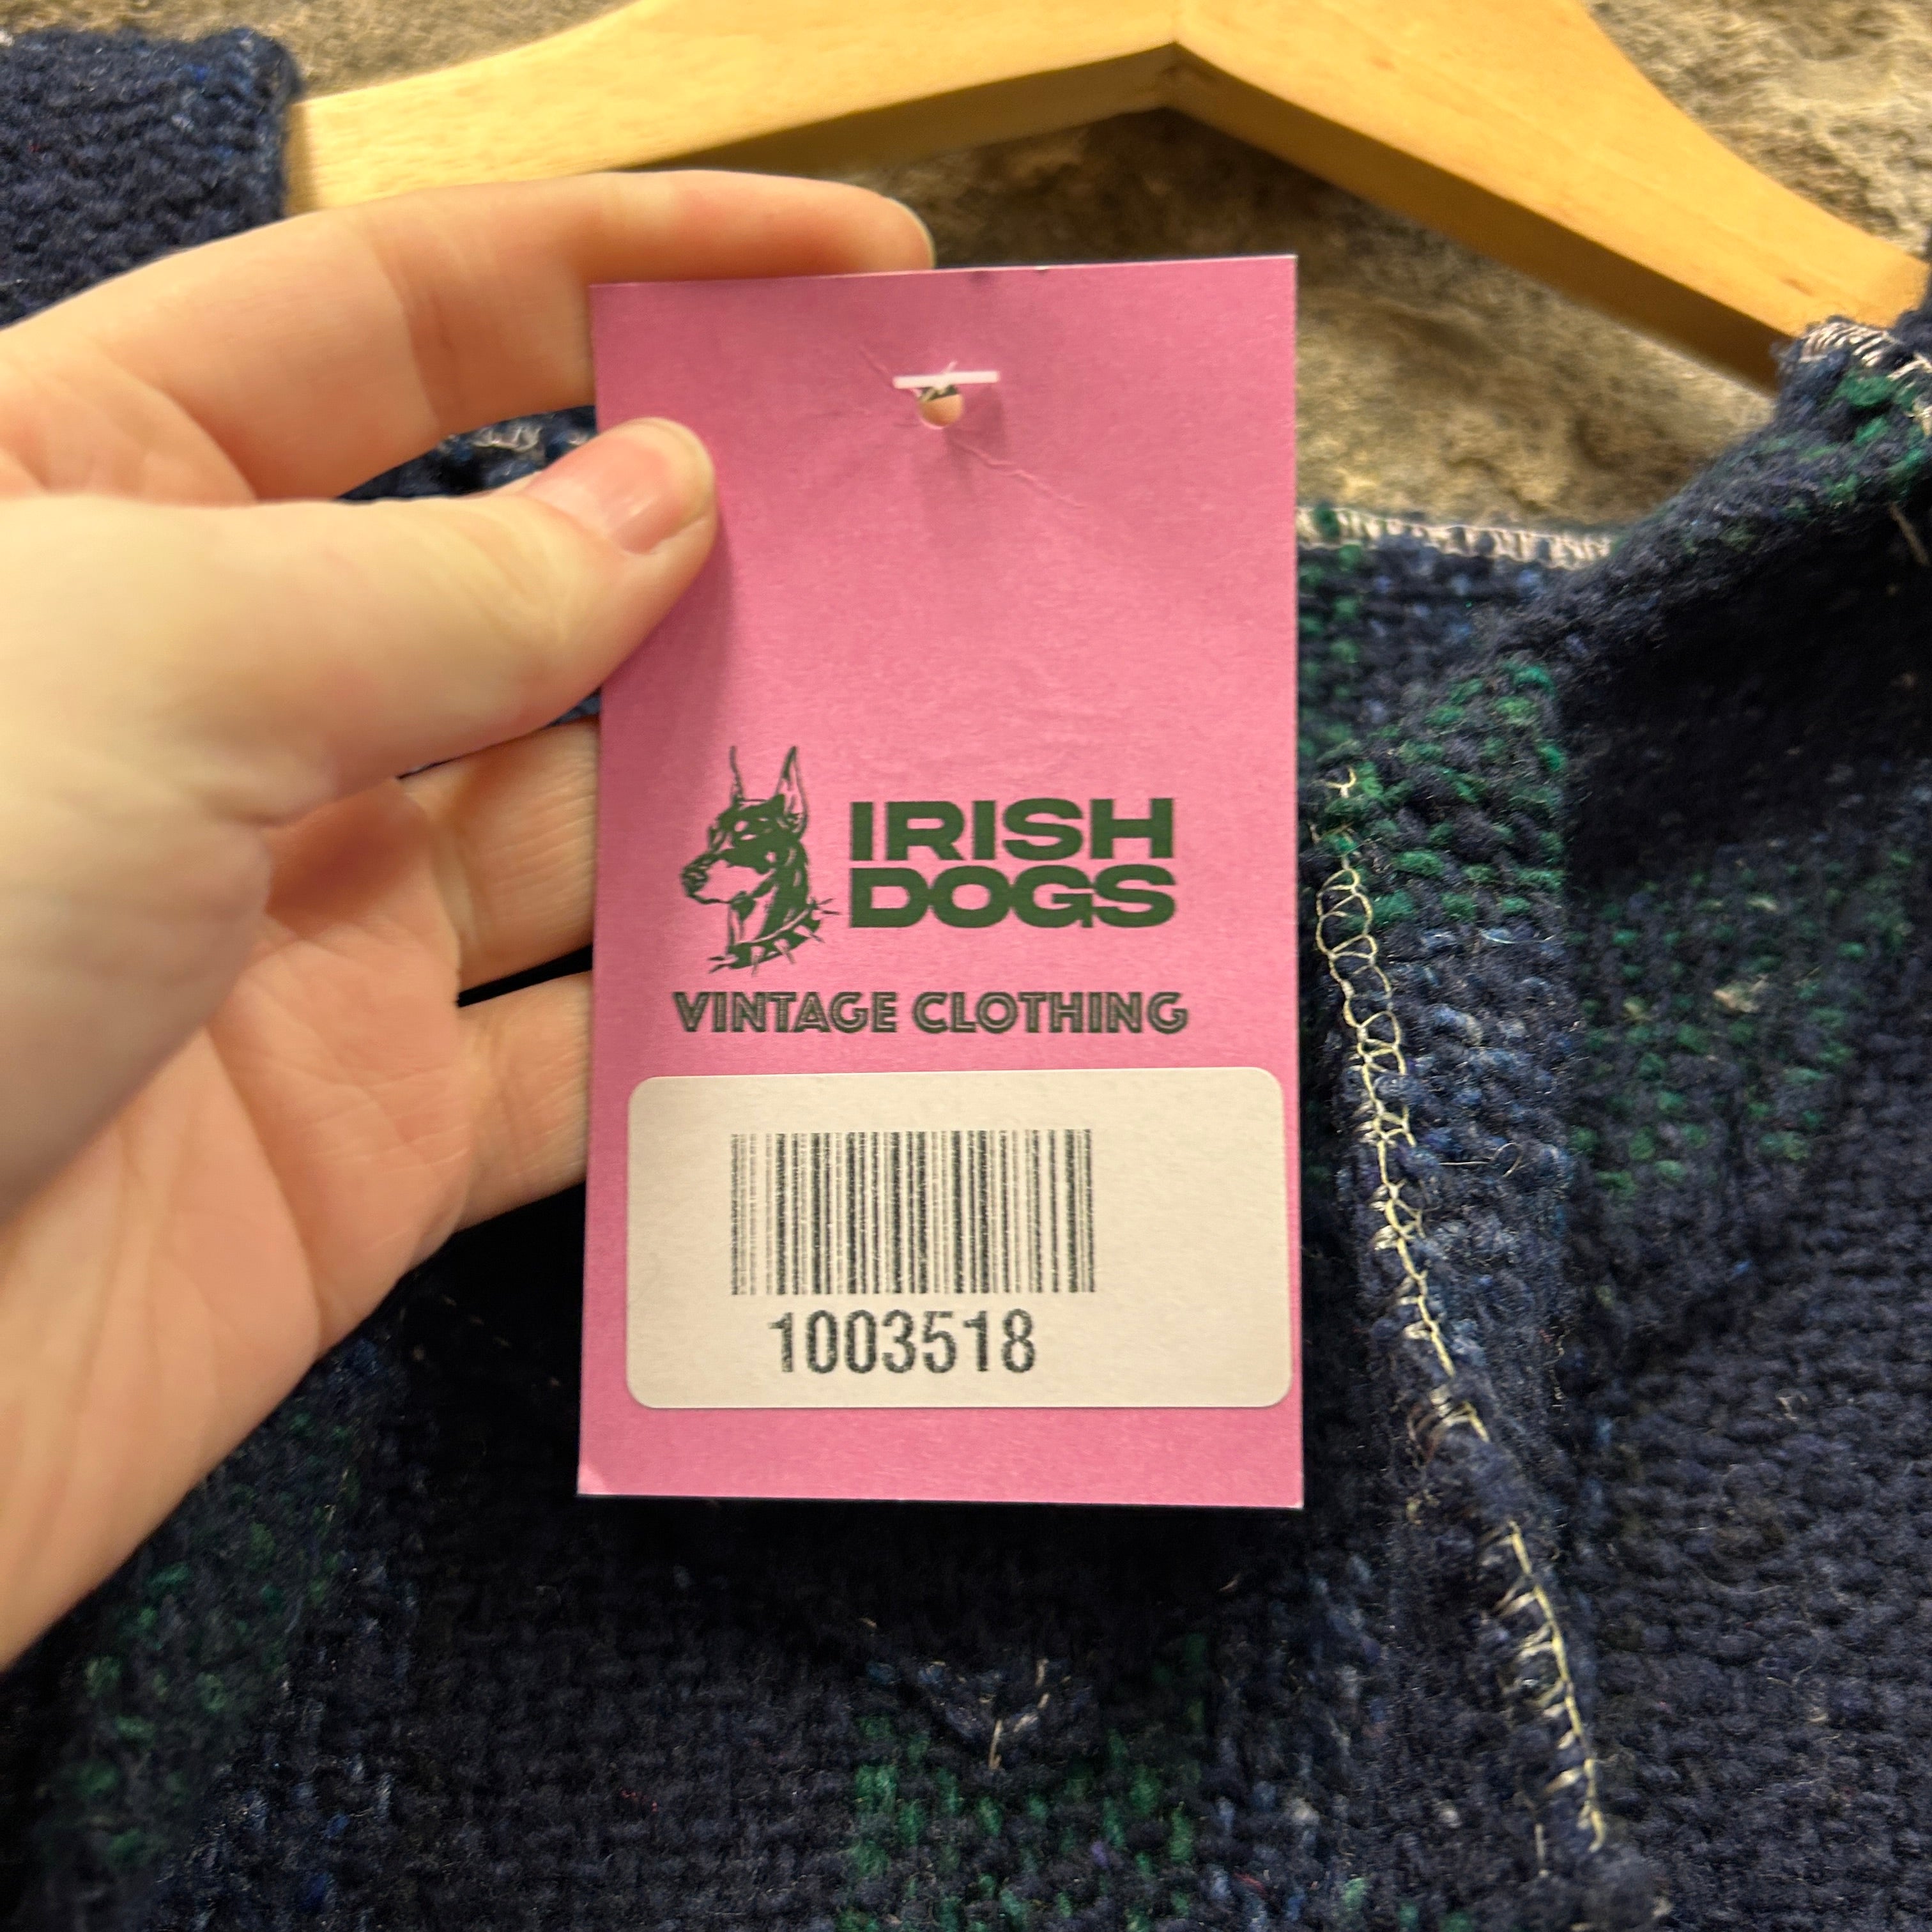 IRISH
DOGS
VINTAGE CLOTHING
1003518